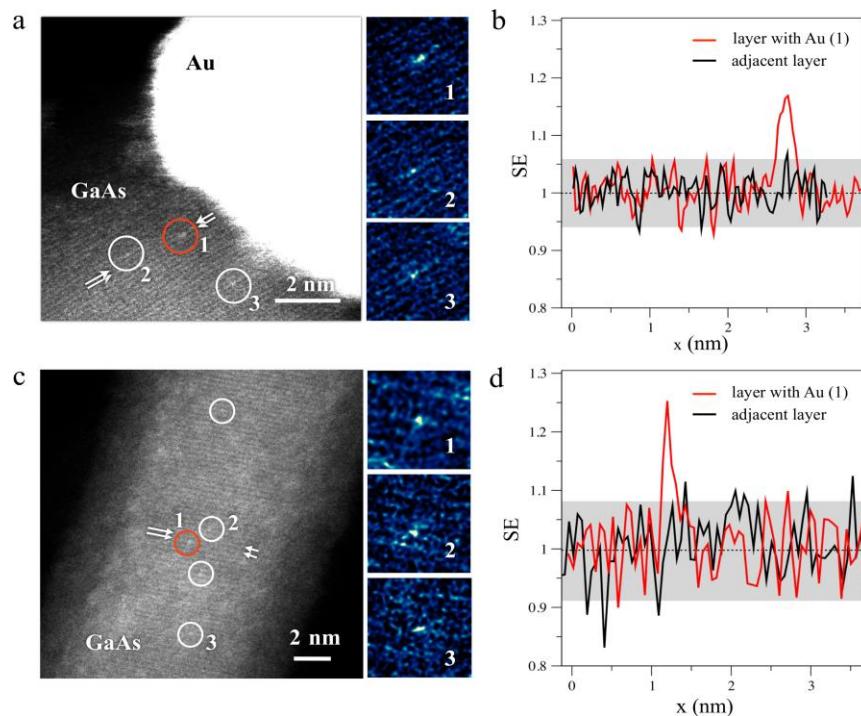 a
Au
GaAs
1
2
3
2 nm
1
2
3
b
1.3
1.2
1.1
1
0.9
0.8
SE
layer with Au (1)
adjacent layer
0
1
2
3
x (nm)
c
1
2
3
GaAs
2 nm
1
2
3
d
1.3
1.2
1.1
1
0.9
0.8
SE
layer with Au (1)
adjacent layer
0
1
2
3
x (nm)